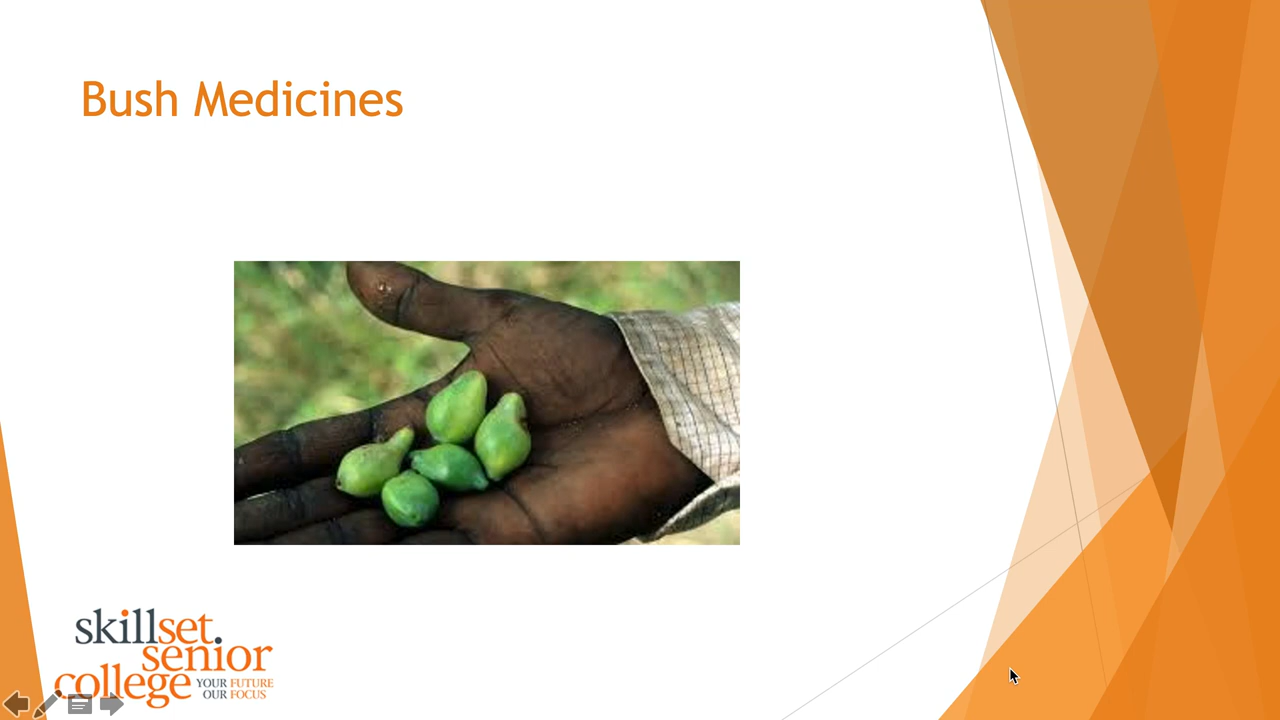 Bush Medicines
skillset.
senior
college YOUR FUTURE
OUR FOCUS